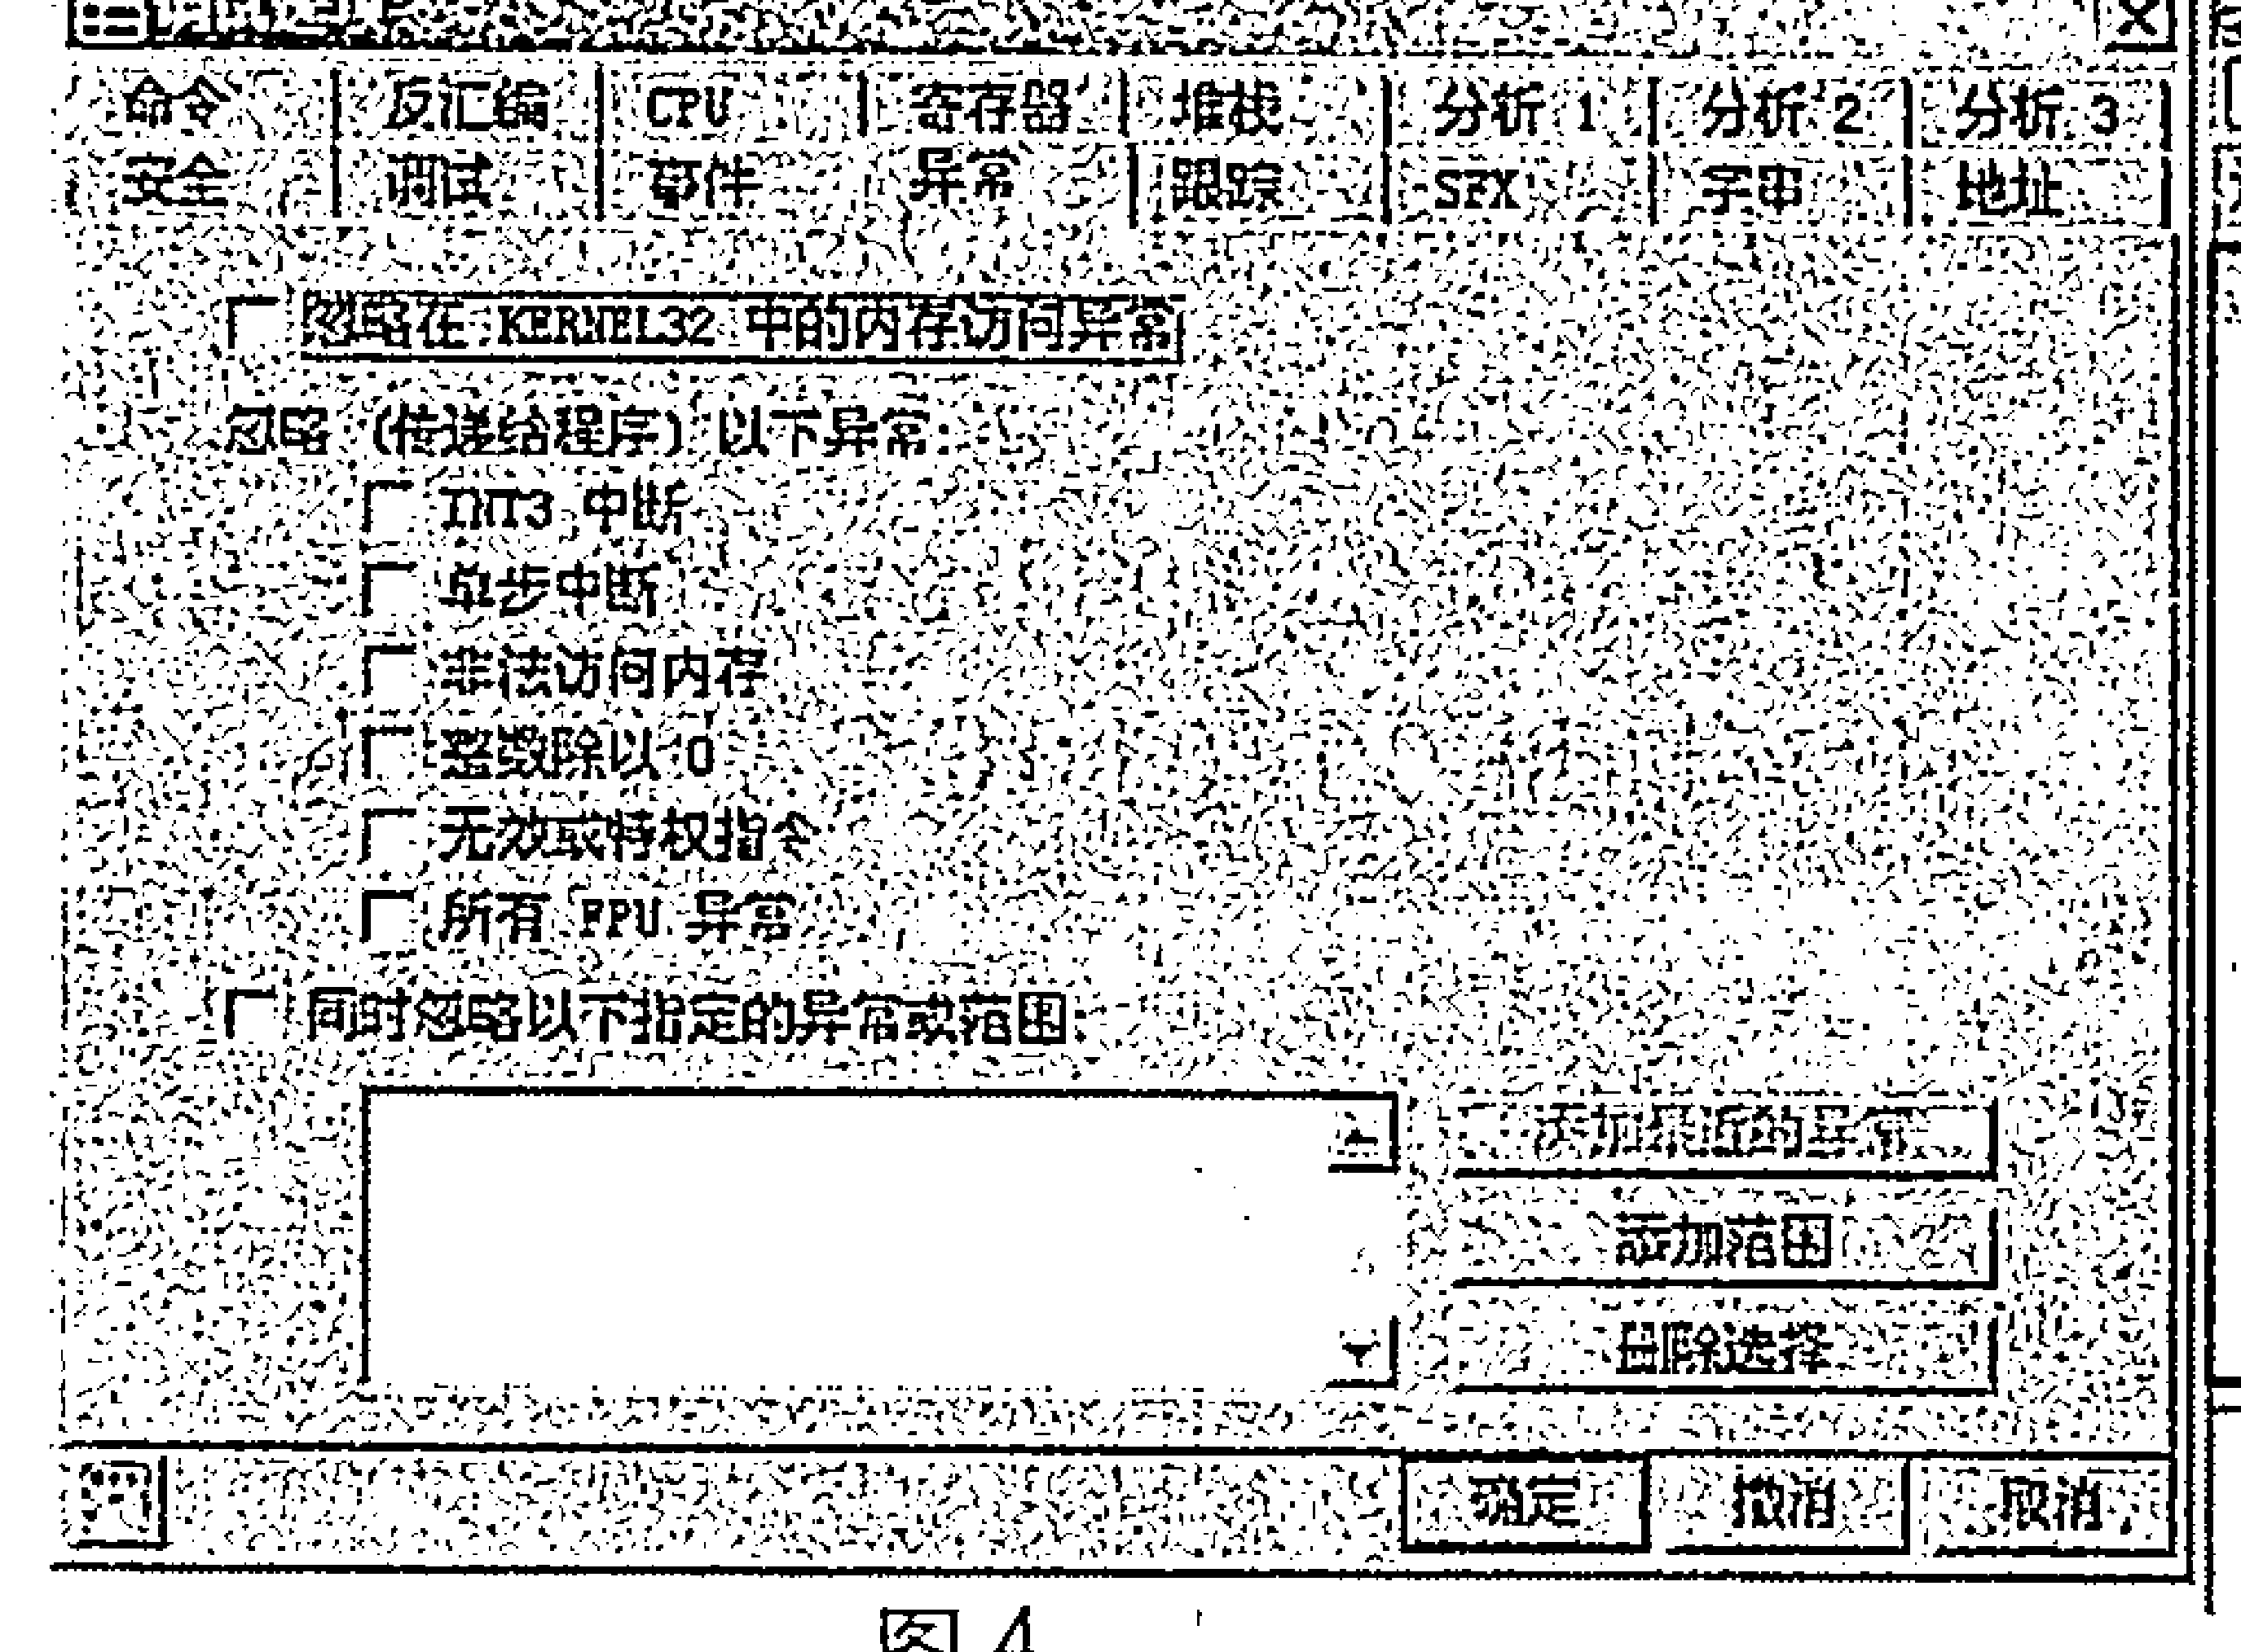 命令 反汇编 CPU 寄存器 堆栈 分析 1 分析 2 分析 3
安全 调试 事件 异常 跟踪 SFX 字串 地址
忽略在 KERNEL32 中的内存访问异常
忽略 (传递给程序) 以下异常:
INT3 中断
单步中断
非法访问内存
整数除以 0
无效或特权指令
所有 FPU 异常
同时忽略以下指定的异常或范围:
添加最近的异常
添加范围
删除选择
确定 撤消 取消
图 4